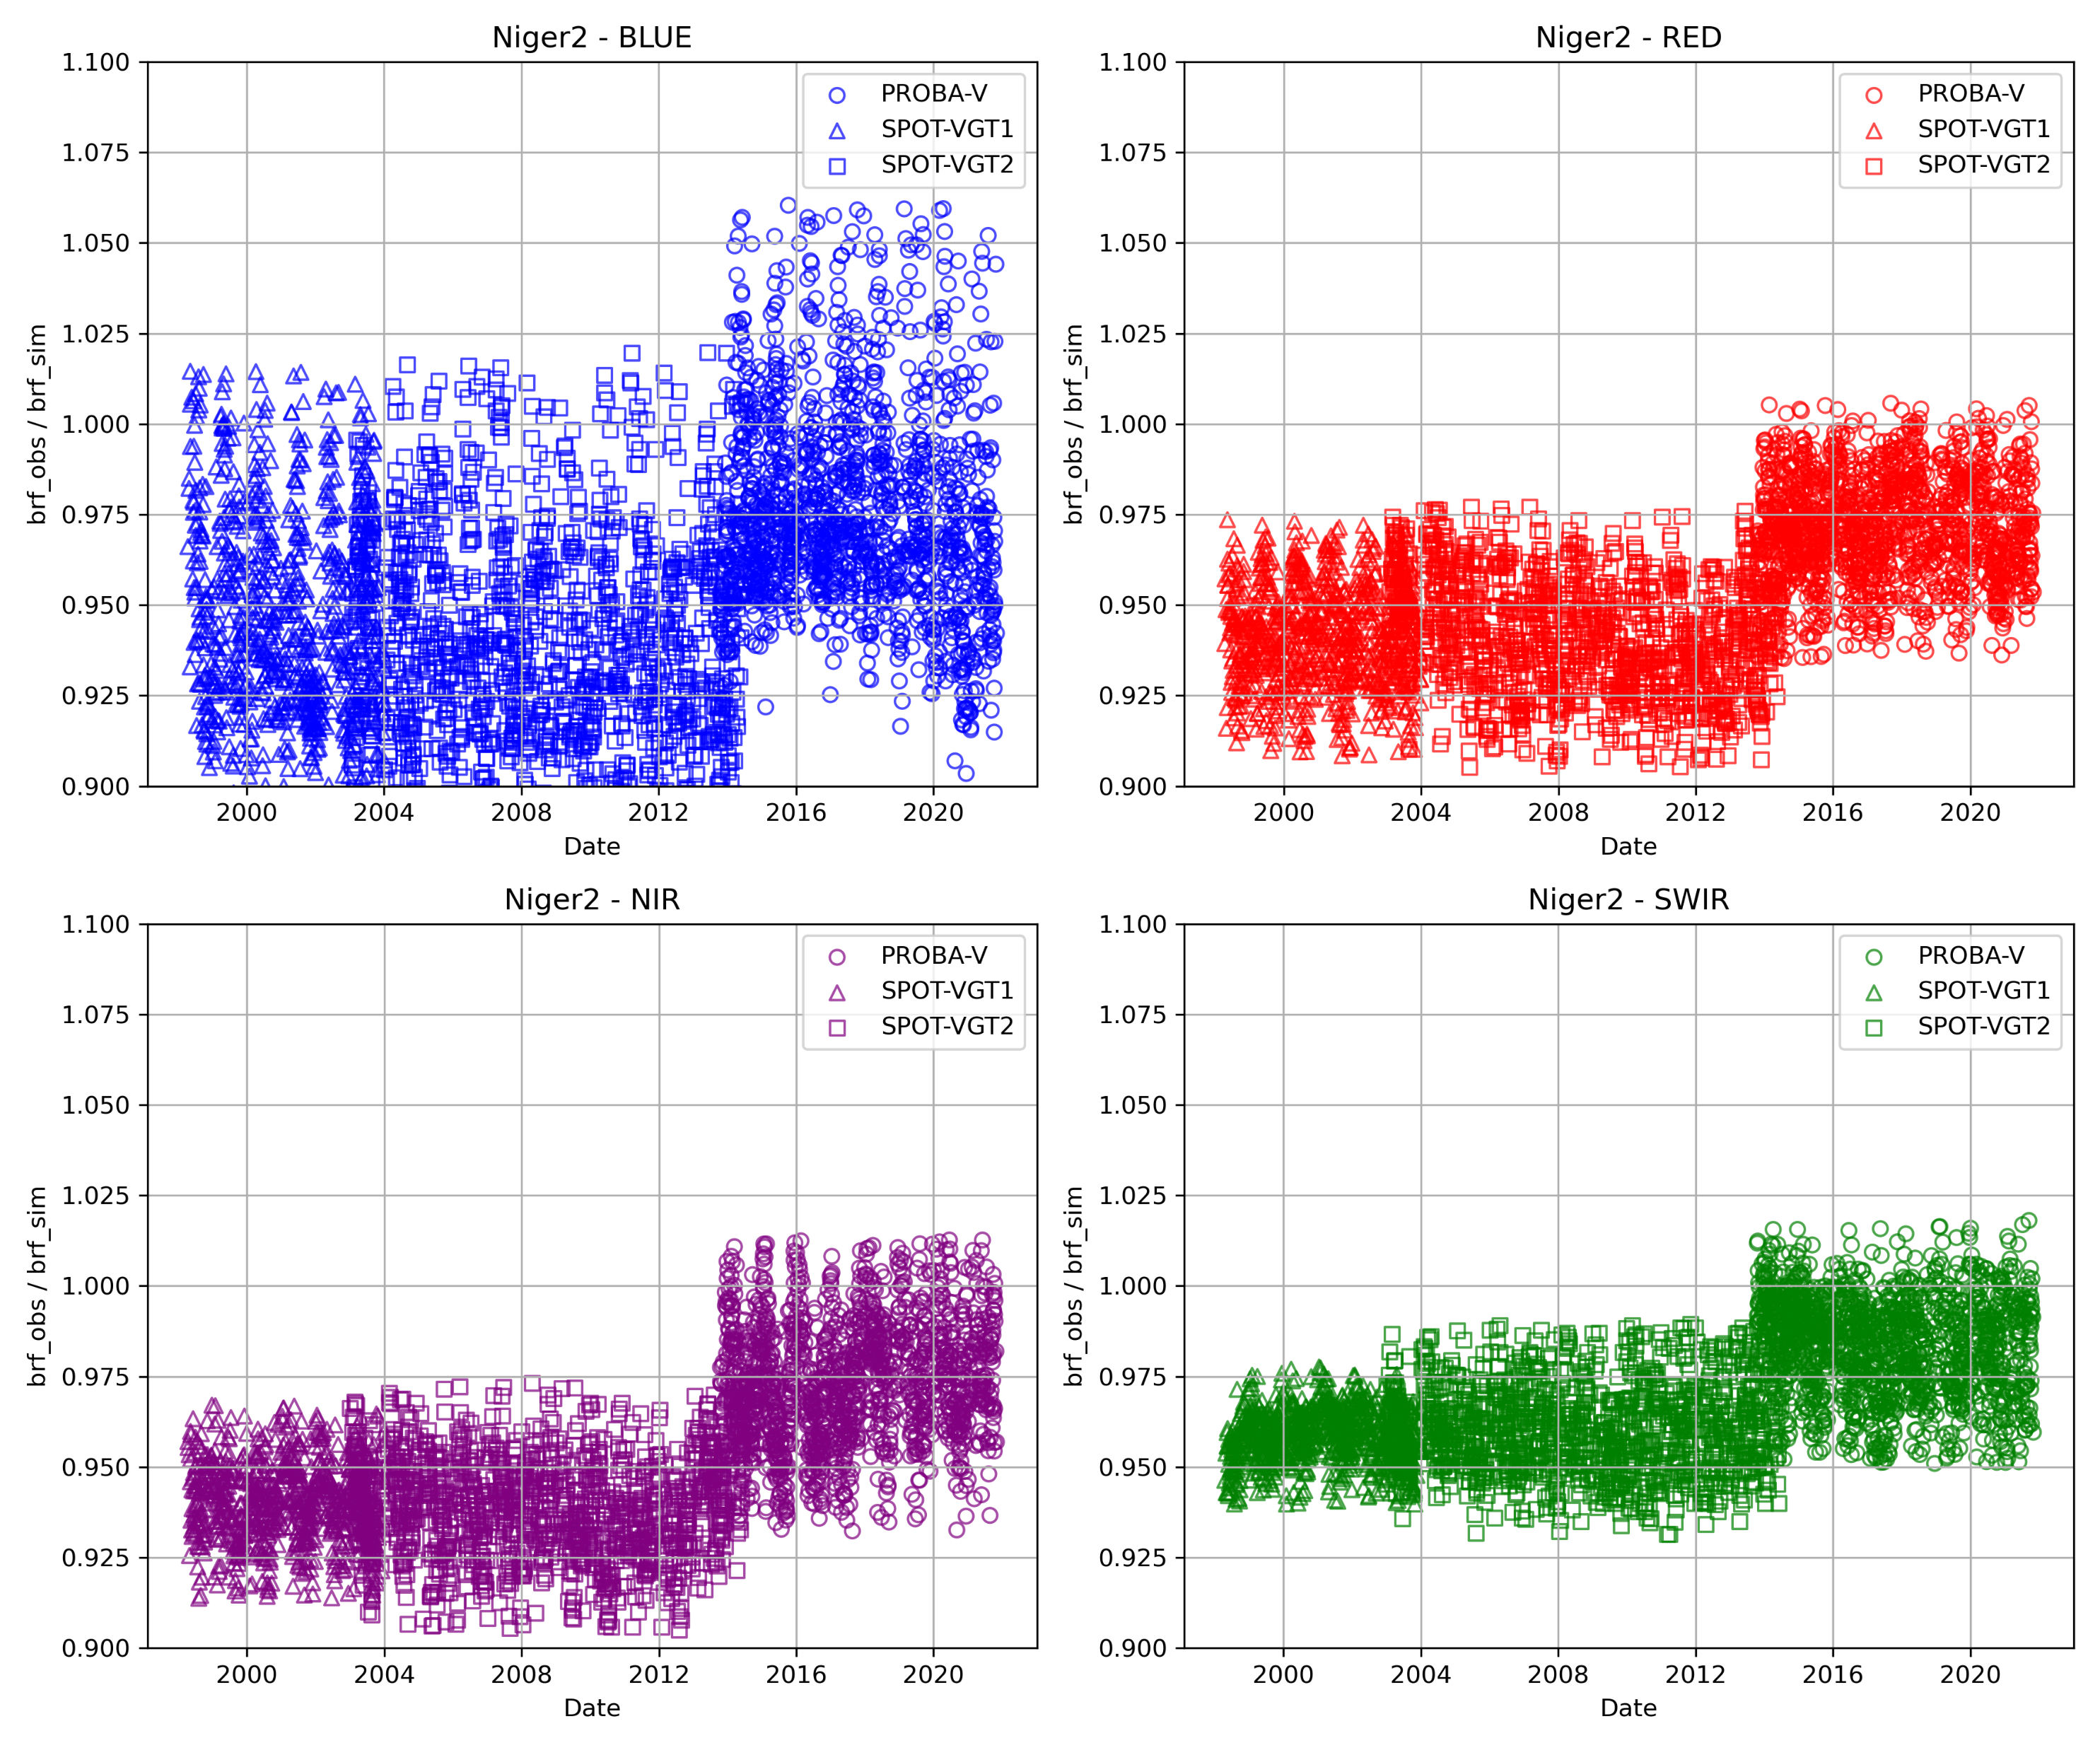 Niger2 - BLUE
1.100
1.075
1.050
1.025
1.000
0.975
0.950
0.925
0.900
brf_obs / brf_sim
PROBA-V
SPOT-VGT1
SPOT-VGT2
2000 2004 2008 2012 2016 2020
Date
Niger2 - RED
1.100
1.075
1.050
1.025
1.000
0.975
0.950
0.925
0.900
brf_obs / brf_sim
PROBA-V
SPOT-VGT1
SPOT-VGT2
2000 2004 2008 2012 2016 2020
Date
Niger2 - NIR
1.100
1.075
1.050
1.025
1.000
0.975
0.950
0.925
0.900
brf_obs / brf_sim
PROBA-V
SPOT-VGT1
SPOT-VGT2
2000 2004 2008 2012 2016 2020
Date
Niger2 - SWIR
1.100
1.075
1.050
1.025
1.000
0.975
0.950
0.925
0.900
brf_obs / brf_sim
PROBA-V
SPOT-VGT1
SPOT-VGT2
2000 2004 2008 2012 2016 2020
Date